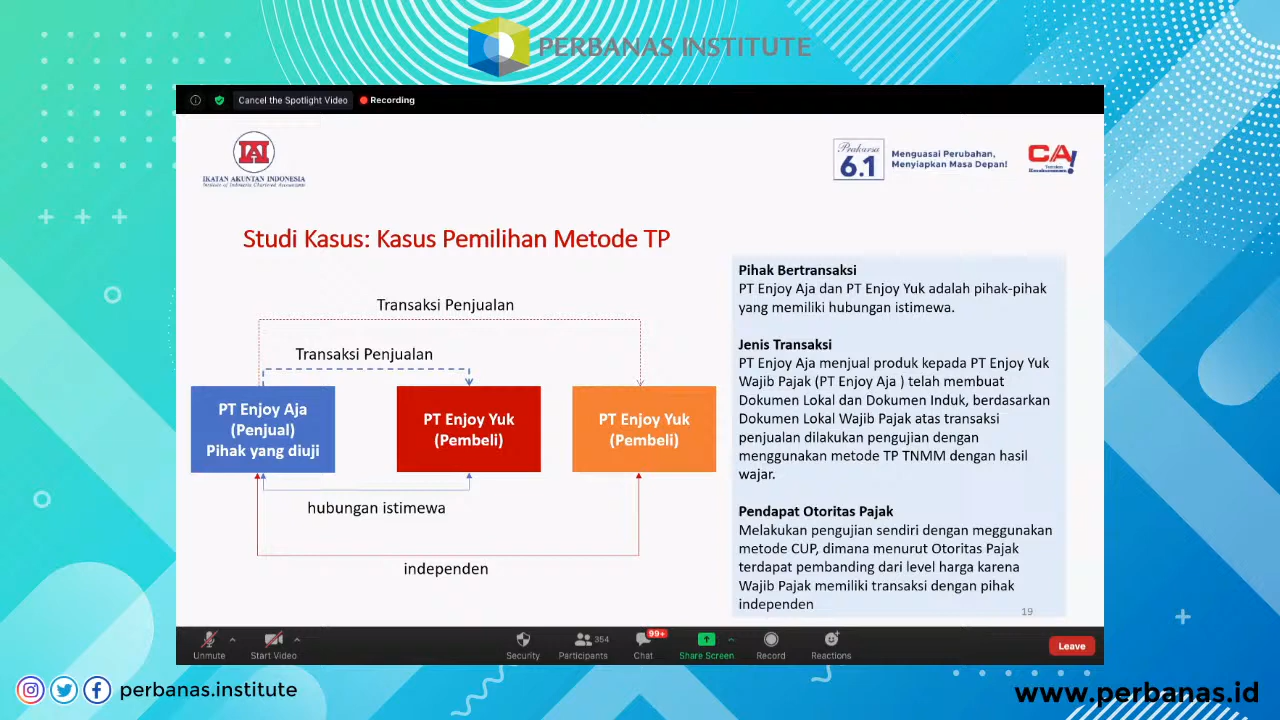 PERBANAS INSTITUTE
Cancel the Spotlight Video
Recording
IAI
IKATAN AKUNTAN INDONESIA
Institute of Indonesia Chartered Accountants
Prakarsa
6.1
Menguasai Perubahan,
Menyiapkan Masa Depan!
CA!
Studi Kasus: Kasus Pemilihan Metode TP
Transaksi Penjualan
Transaksi Penjualan
PT Enjoy Aja
(Penjual)
Pihak yang diuji
PT Enjoy Yuk
(Pembeli)
PT Enjoy Yuk
(Pembeli)
hubungan istimewa
independen
Pihak Bertransaksi
PT Enjoy Aja dan PT Enjoy Yuk adalah pihak-pihak
yang memiliki hubungan istimewa.
Jenis Transaksi
PT Enjoy Aja menjual produk kepada PT Enjoy Yuk
Wajib Pajak (PT Enjoy Aja ) telah membuat
Dokumen Lokal dan Dokumen Induk, berdasarkan
Dokumen Lokal Wajib Pajak atas transaksi
penjualan dilakukan pengujian dengan
menggunakan metode TP TNMM dengan hasil
wajar.
Pendapat Otoritas Pajak
Melakukan pengujian sendiri dengan meggunakan
metode CUP, dimana menurut Otoritas Pajak
terdapat pembanding dari level harga karena
Wajib Pajak memiliki transaksi dengan pihak
independen
19
Unmute
Start Video
Security
354
Participants
99+
Chat
Share Screen
Record
Reactions
Leave
perbanas.institute
www.perbanas.id